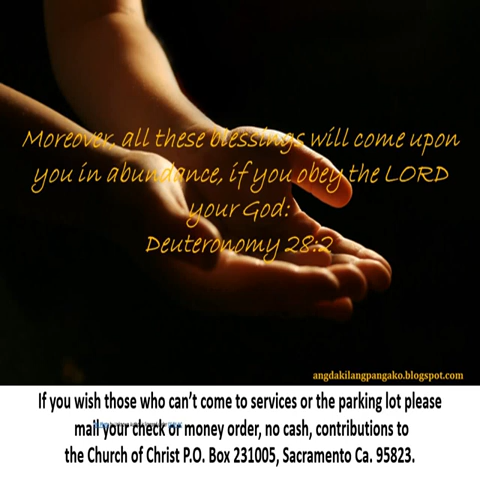 Moreover, all these blessings will come upon
you in abundance, if you obey the LORD
your God:
Deuteronomy 28:2
angdakilangpangako.blogspot.com
If you wish those who can't come to services or the parking lot please
mail your check or money order, no cash, contributions to
the Church of Christ P.O. Box 231005, Sacramento Ca. 95823.